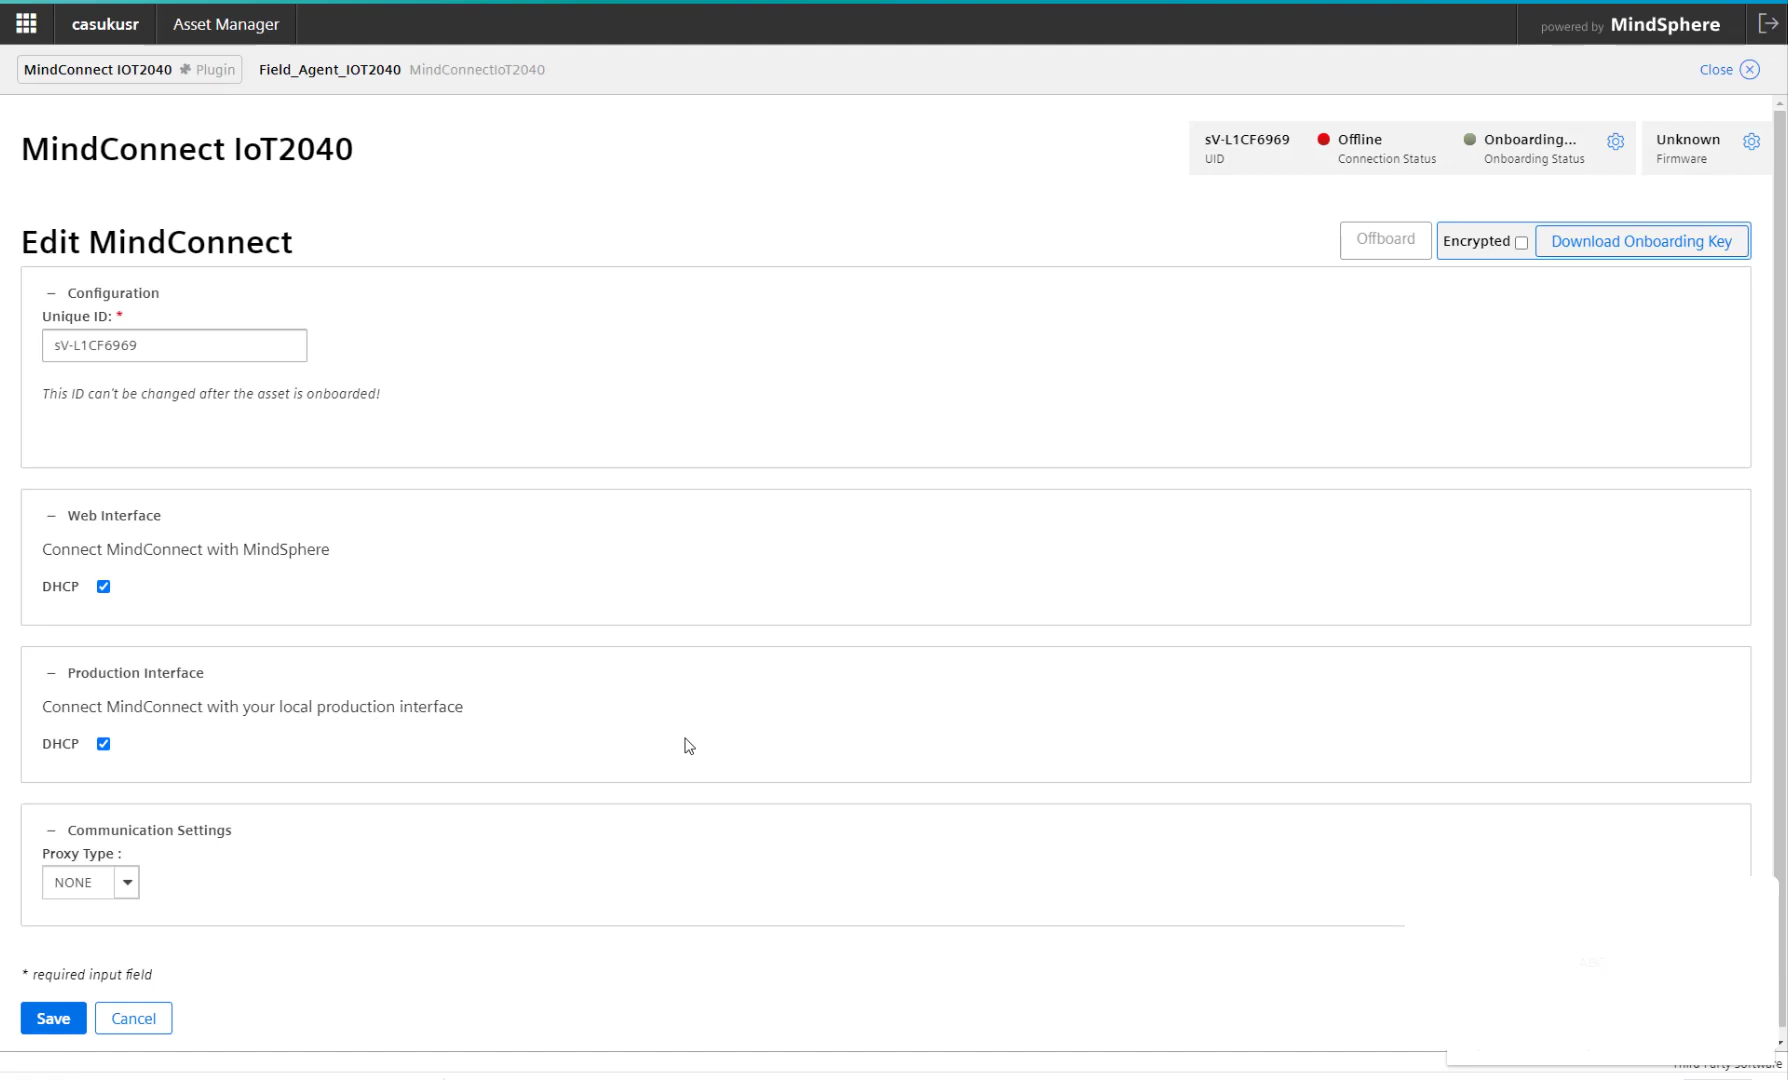 casukusr Asset Manager powered by MindSphere
MindConnect IOT2040 Plugin Field_Agent_IOT2040 MindConnectIoT2040 Close
MindConnect IoT2040
sV-L1CF6969 Offline Onboarding... Unknown
UID Connection Status Onboarding Status Firmware
Edit MindConnect
Offboard Encrypted Download Onboarding Key
– Configuration
Unique ID: *
sV-L1CF6969
This ID can't be changed after the asset is onboarded!
– Web Interface
Connect MindConnect with MindSphere
DHCP
– Production Interface
Connect MindConnect with your local production interface
DHCP
– Communication Settings
Proxy Type :
NONE
* required input field
Save Cancel